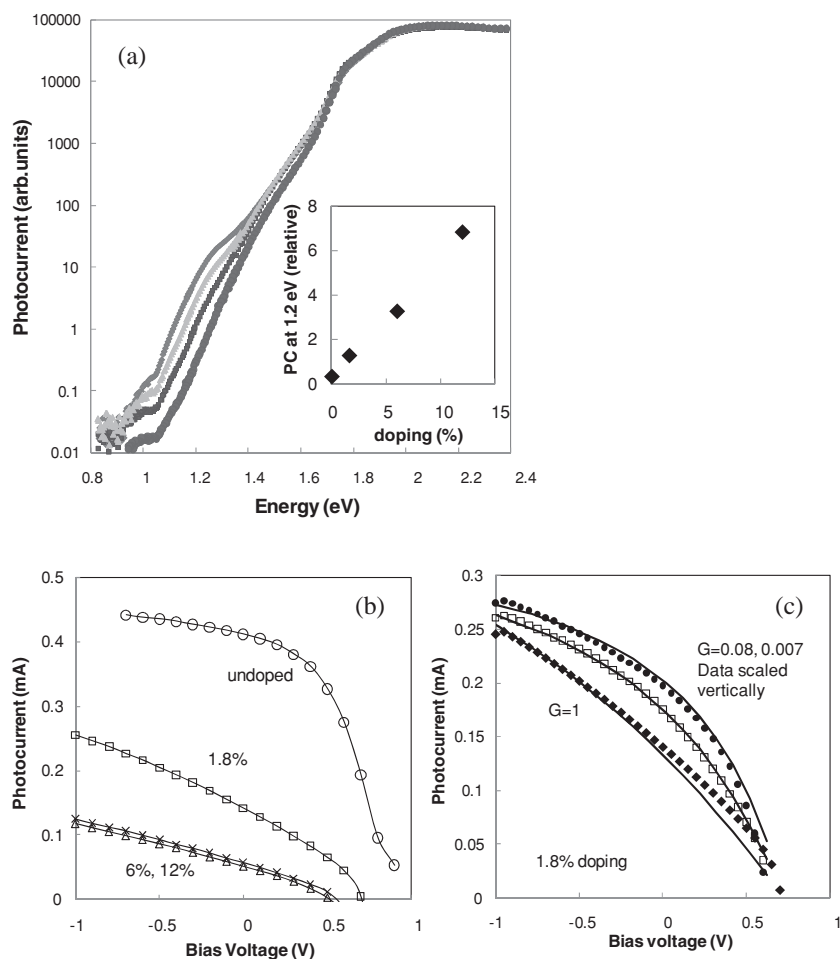 (a)
Photocurrent (arb.units)
100000
10000
1000
100
10
1
0.1
0.01
0.8 1 1.2 1.4 1.6 1.8 2 2.2 2.4
Energy (eV)
PC at 1.2 eV (relative)
8
6
4
2
0
0 5 10 15
doping (%)
(b)
Photocurrent (mA)
0.5
0.4
0.3
0.2
0.1
0
undoped
1.8%
6%, 12%
-1 -0.5 0 0.5 1
Bias Voltage (V)
(c)
Photocurrent (mA)
0.3
0.25
0.2
0.15
0.1
0.05
0
G=0.08, 0.007
Data scaled
vertically
G=1
1.8% doping
-1 -0.5 0 0.5 1
Bias voltage (V)